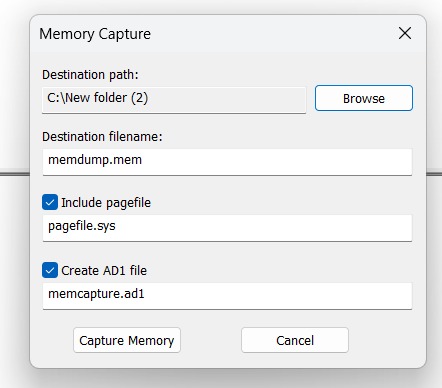 Memory Capture
Destination path:
C:\New folder (2)
Browse
Destination filename:
memdump.mem
Include pagefile
pagefile.sys
Create AD1 file
memcapture.ad1
Capture Memory
Cancel